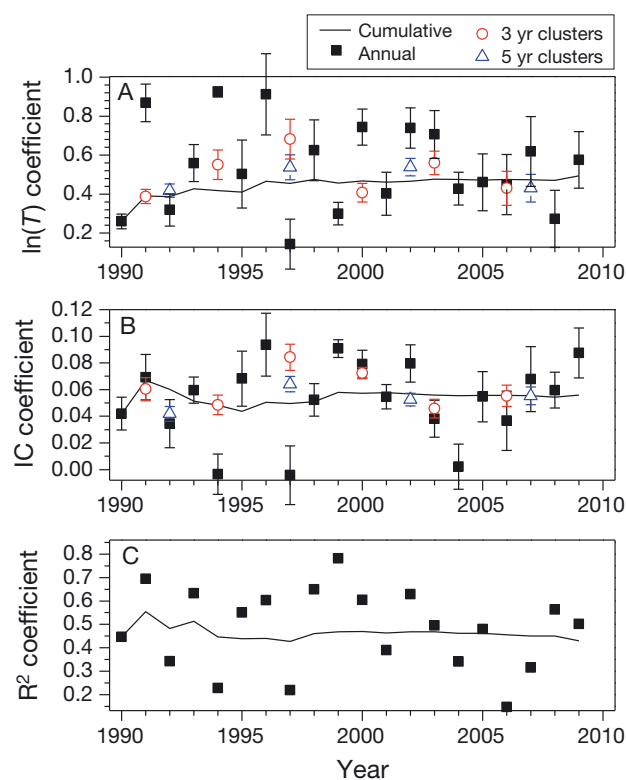 Cumulative
Annual
3 yr clusters
5 yr clusters
A
ln(T) coefficient
1.0
0.8
0.6
0.4
0.2
1990 1995 2000 2005 2010
B
IC coefficient
0.12
0.10
0.08
0.06
0.04
0.02
0.00
1990 1995 2000 2005 2010
C
R² coefficient
0.8
0.7
0.6
0.5
0.4
0.3
0.2
1990 1995 2000 2005 2010
Year